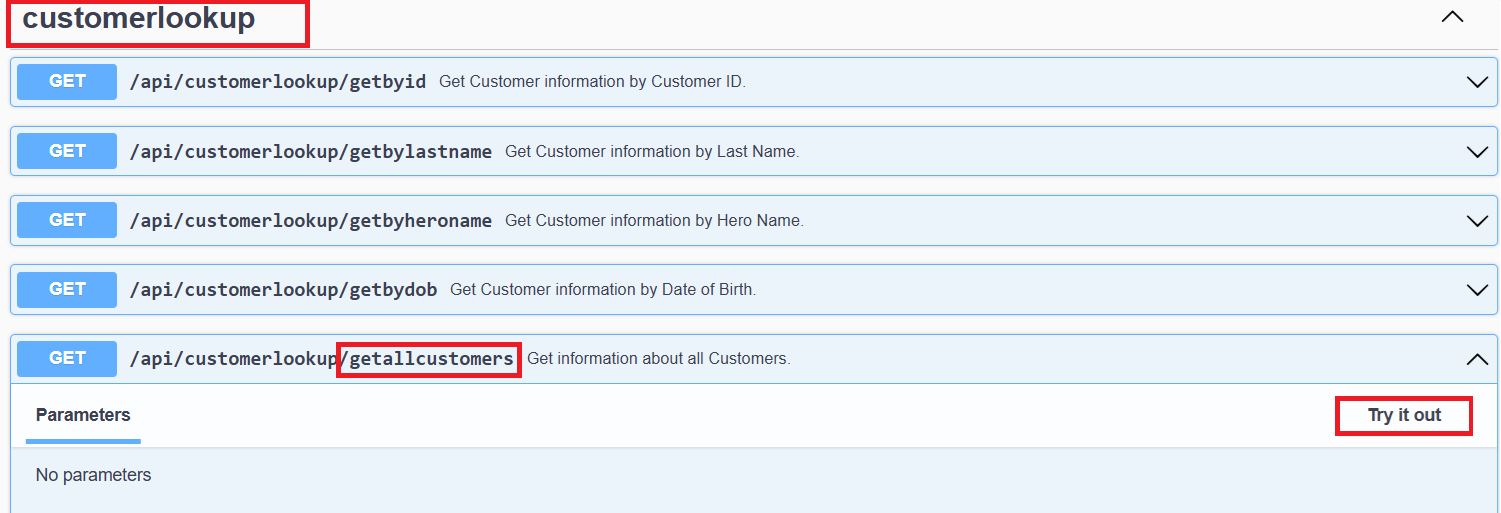 customerlookup
GET /api/customerlookup/getbyid Get Customer information by Customer ID.
GET /api/customerlookup/getbylastname Get Customer information by Last Name.
GET /api/customerlookup/getbyheroname Get Customer information by Hero Name.
GET /api/customerlookup/getbydob Get Customer information by Date of Birth.
GET /api/customerlookup/getallcustomers Get information about all Customers.
Parameters Try it out
No parameters